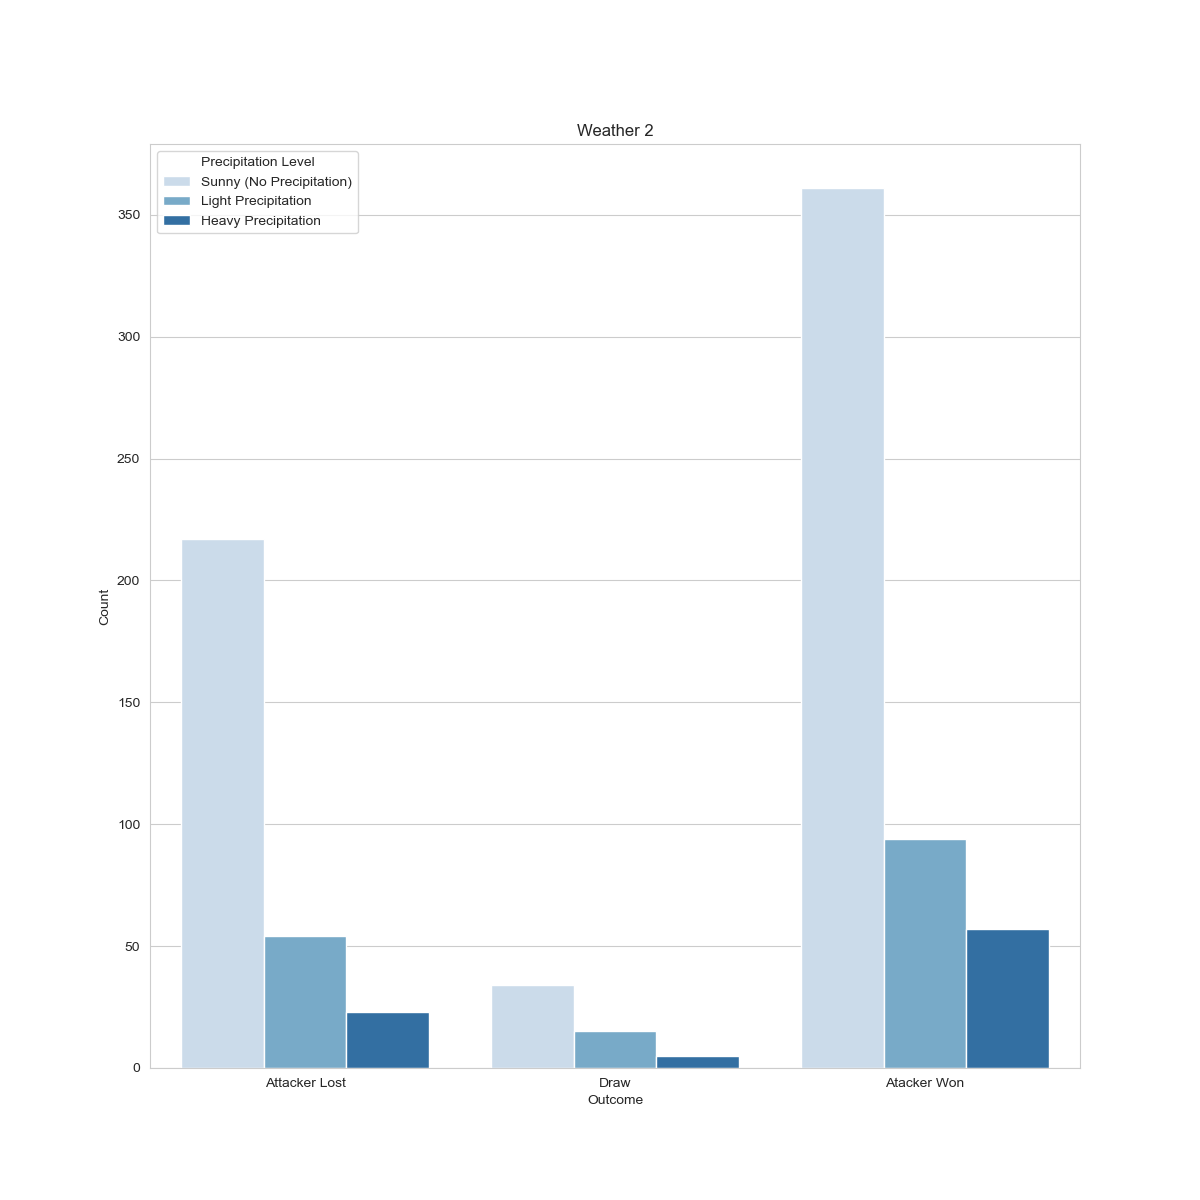 Weather 2
Precipitation Level
Sunny (No Precipitation)
Light Precipitation
Heavy Precipitation
350
300
250
200
150
100
50
0
Count
Attacker Lost
Draw
Atacker Won
Outcome